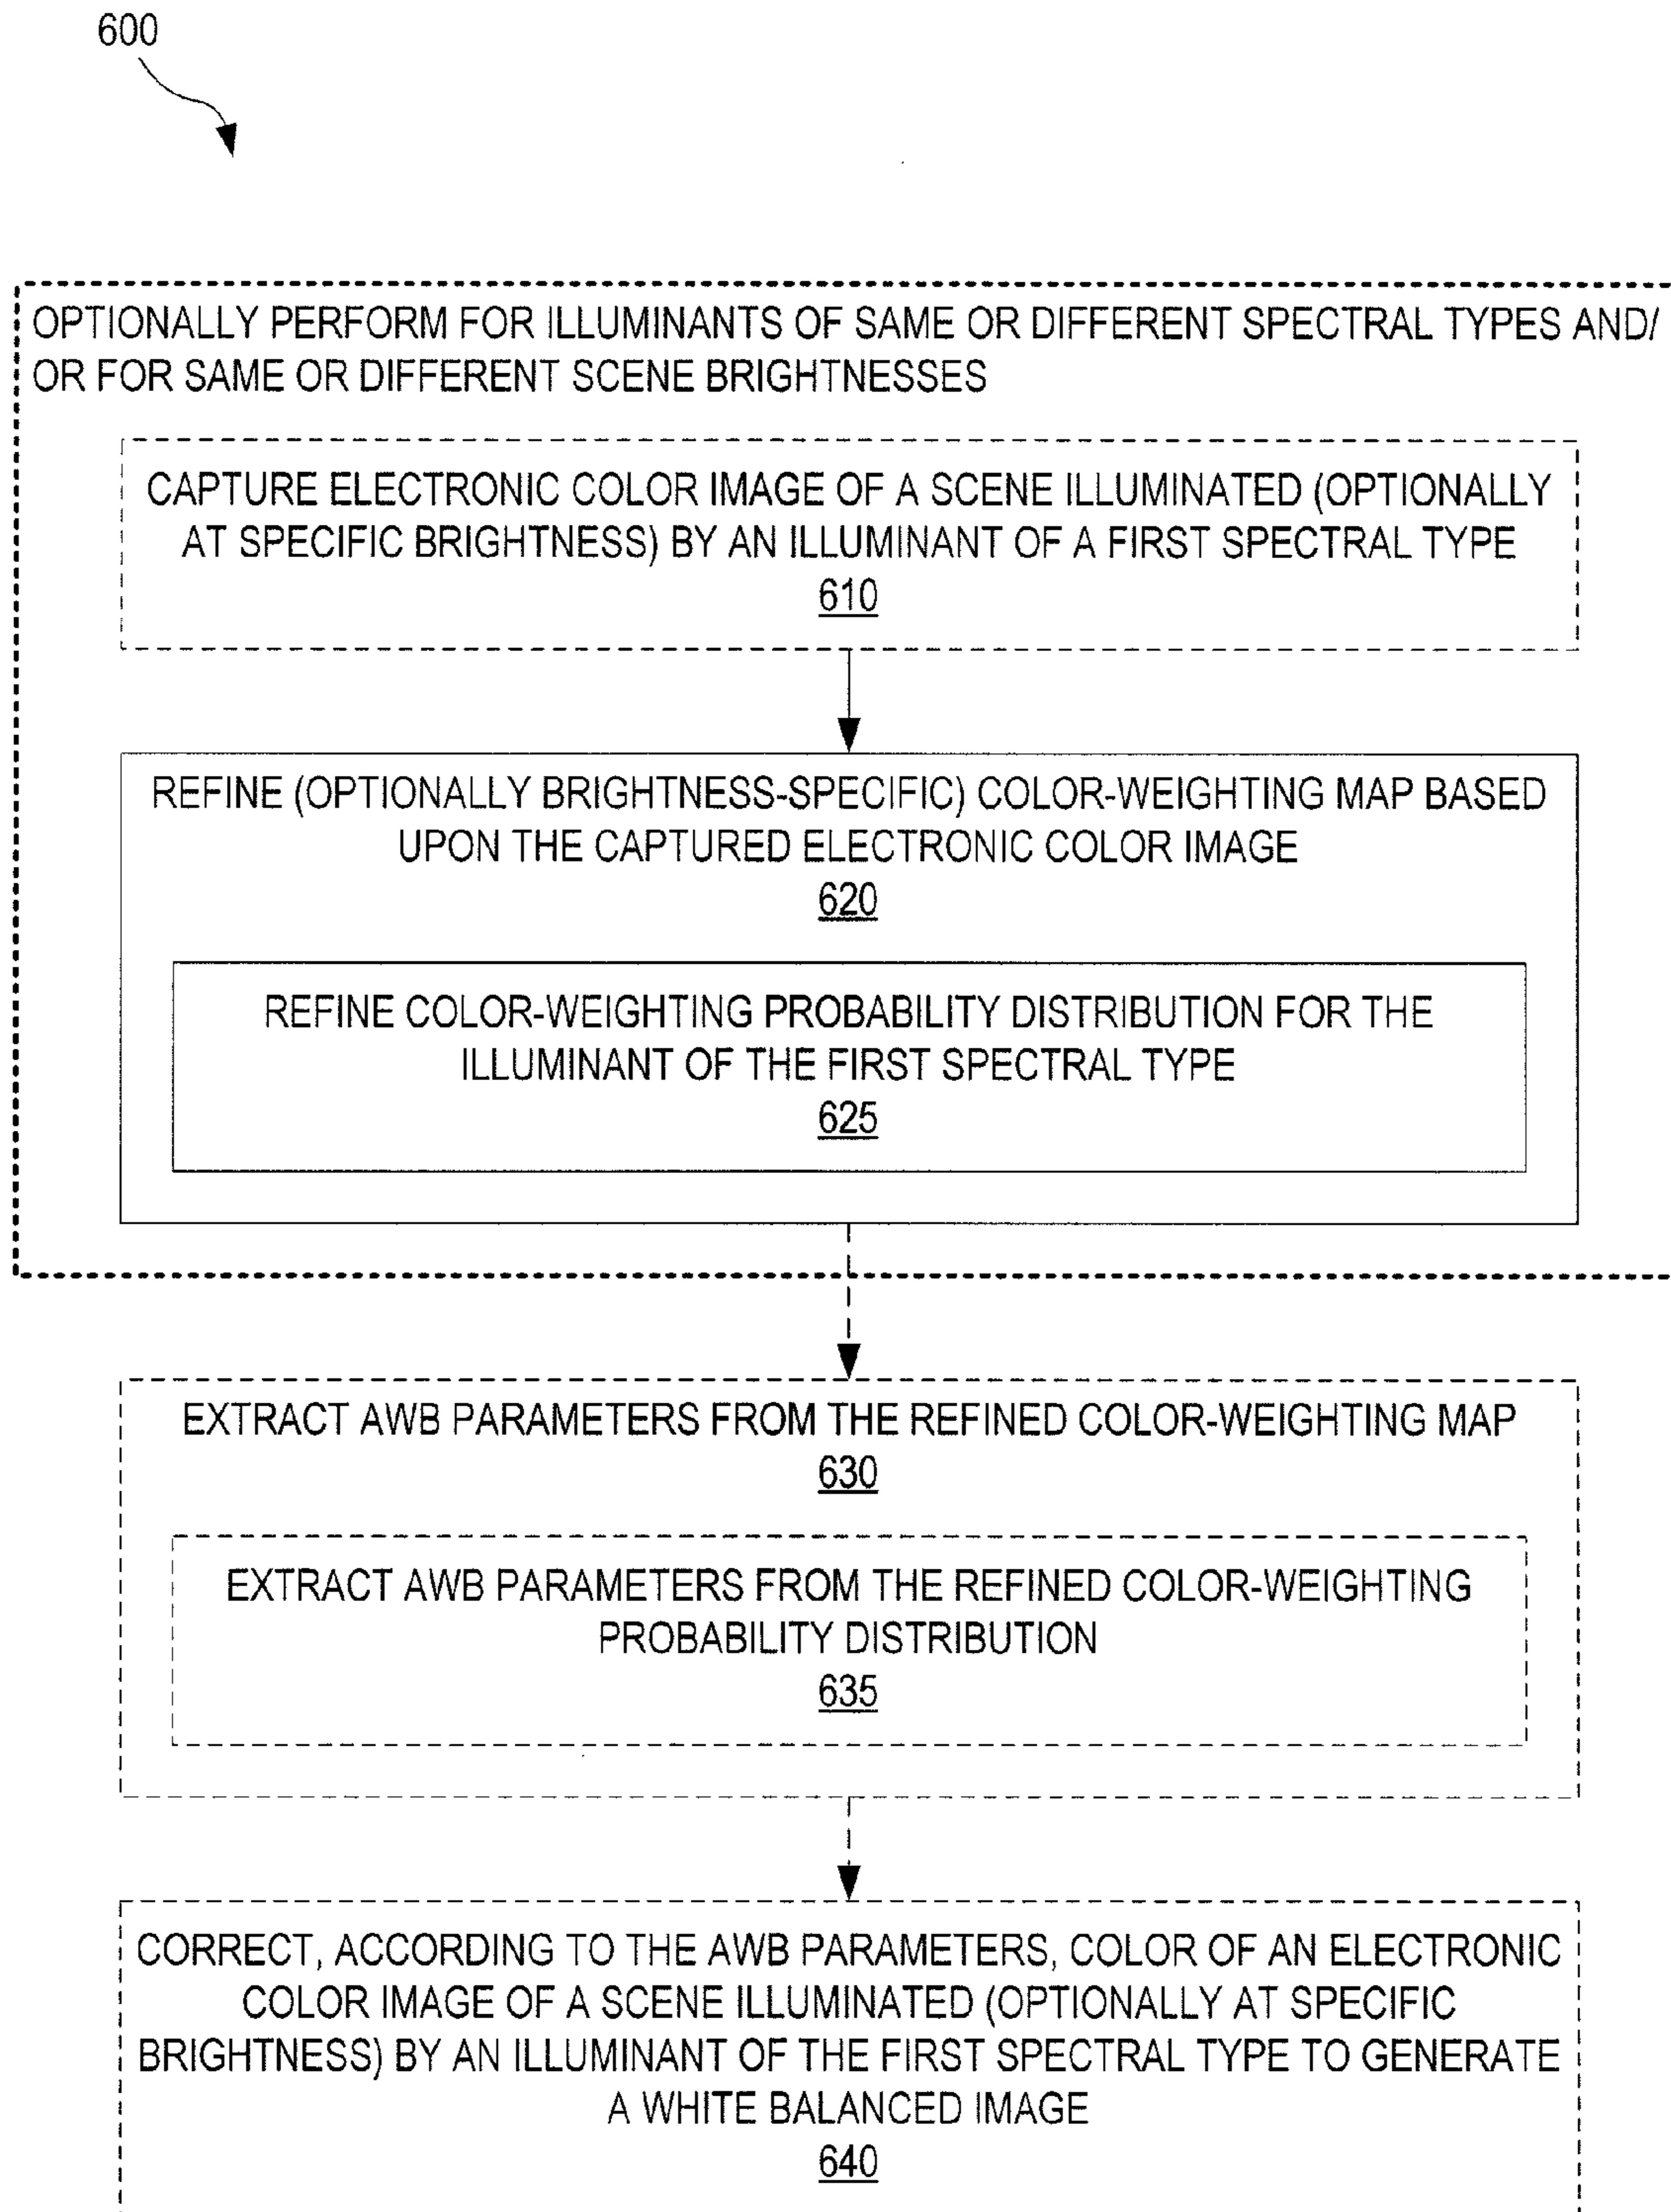 600
OPTIONALLY PERFORM FOR ILLUMINANTS OF SAME OR DIFFERENT SPECTRAL TYPES AND/
OR FOR SAME OR DIFFERENT SCENE BRIGHTNESSES
CAPTURE ELECTRONIC COLOR IMAGE OF A SCENE ILLUMINATED (OPTIONALLY
AT SPECIFIC BRIGHTNESS) BY AN ILLUMINANT OF A FIRST SPECTRAL TYPE
610
REFINE (OPTIONALLY BRIGHTNESS-SPECIFIC) COLOR-WEIGHTING MAP BASED
UPON THE CAPTURED ELECTRONIC COLOR IMAGE
620
REFINE COLOR-WEIGHTING PROBABILITY DISTRIBUTION FOR THE
ILLUMINANT OF THE FIRST SPECTRAL TYPE
625
EXTRACT AWB PARAMETERS FROM THE REFINED COLOR-WEIGHTING MAP
630
EXTRACT AWB PARAMETERS FROM THE REFINED COLOR-WEIGHTING
PROBABILITY DISTRIBUTION
635
CORRECT, ACCORDING TO THE AWB PARAMETERS, COLOR OF AN ELECTRONIC
COLOR IMAGE OF A SCENE ILLUMINATED (OPTIONALLY AT SPECIFIC
BRIGHTNESS) BY AN ILLUMINANT OF THE FIRST SPECTRAL TYPE TO GENERATE
A WHITE BALANCED IMAGE
640